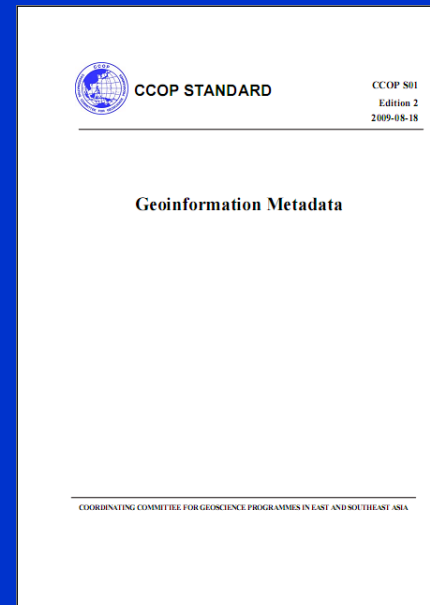 CCOP
CCOP STANDARD
CCOP S01
Edition 2
2009-08-18
Geoinformation Metadata
COORDINATING COMMITTEE FOR GEOSCIENCE PROGRAMMES IN EAST AND SOUTHEAST ASIA